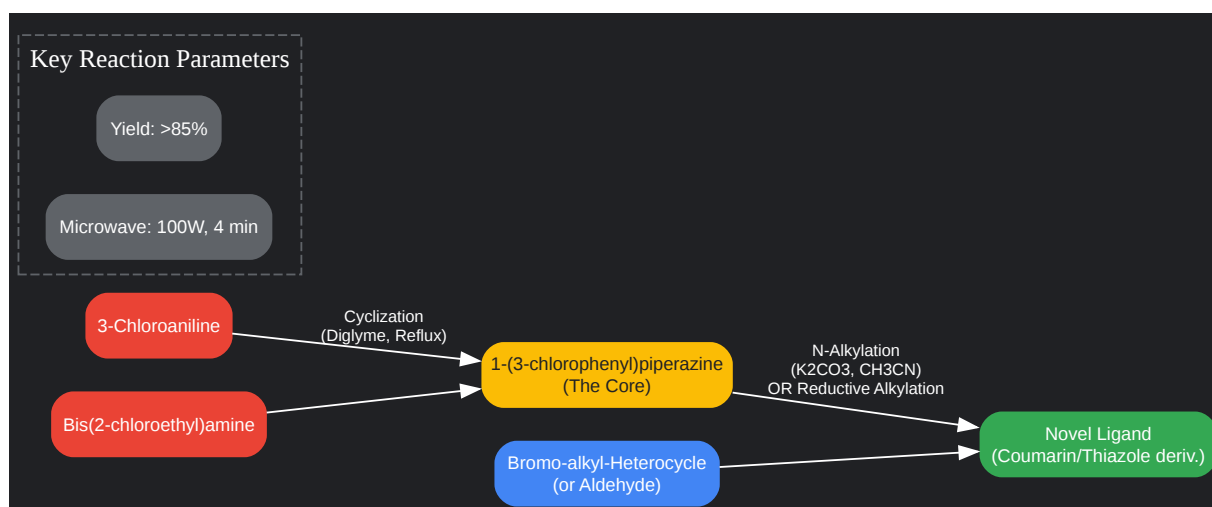 Key Reaction Parameters
Yield: >85%
Microwave: 100W, 4 min
3-Chloroaniline
Cyclization
(Diglyme, Reflux)
Bis(2-chloroethyl)amine
1-(3-chlorophenyl)piperazine
(The Core)
N-Alkylation
(K2CO3, CH3CN)
OR Reductive Alkylation
Bromo-alkyl-Heterocycle
(or Aldehyde)
Novel Ligand
(Coumarin/Thiazole deriv.)